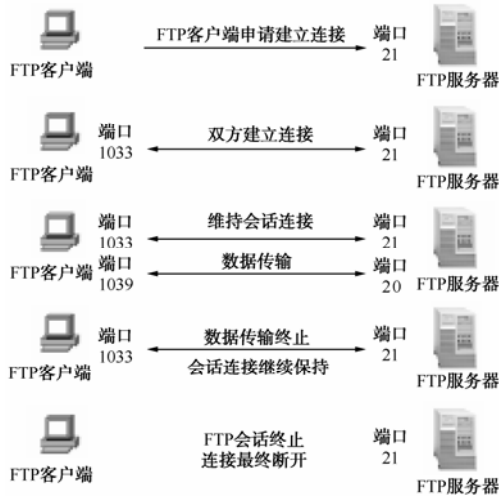 FTP客户端申请建立连接
端口
21
FTP客户端
FTP服务器
端口
1033
双方建立连接
端口
21
FTP客户端
FTP服务器
端口
1033
维持会话连接
端口
21
端口
1039
数据传输
端口
20
FTP客户端
FTP服务器
端口
1033
数据传输终止
会话连接继续保持
端口
21
FTP客户端
FTP服务器
FTP会话终止
连接最终断开
端口
21
FTP客户端
FTP服务器